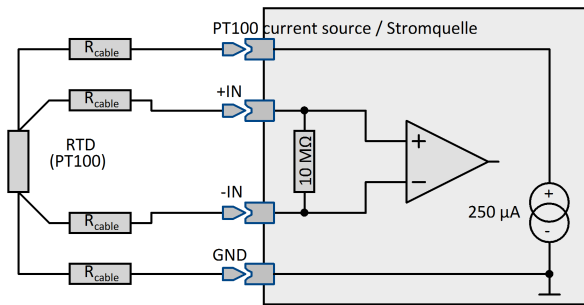 PT100 current source / Stromquelle
Rcable
+IN
Rcable
RTD
(PT100)
10 MΩ
+
−
-IN
Rcable
250 µA
+
-
GND
Rcable